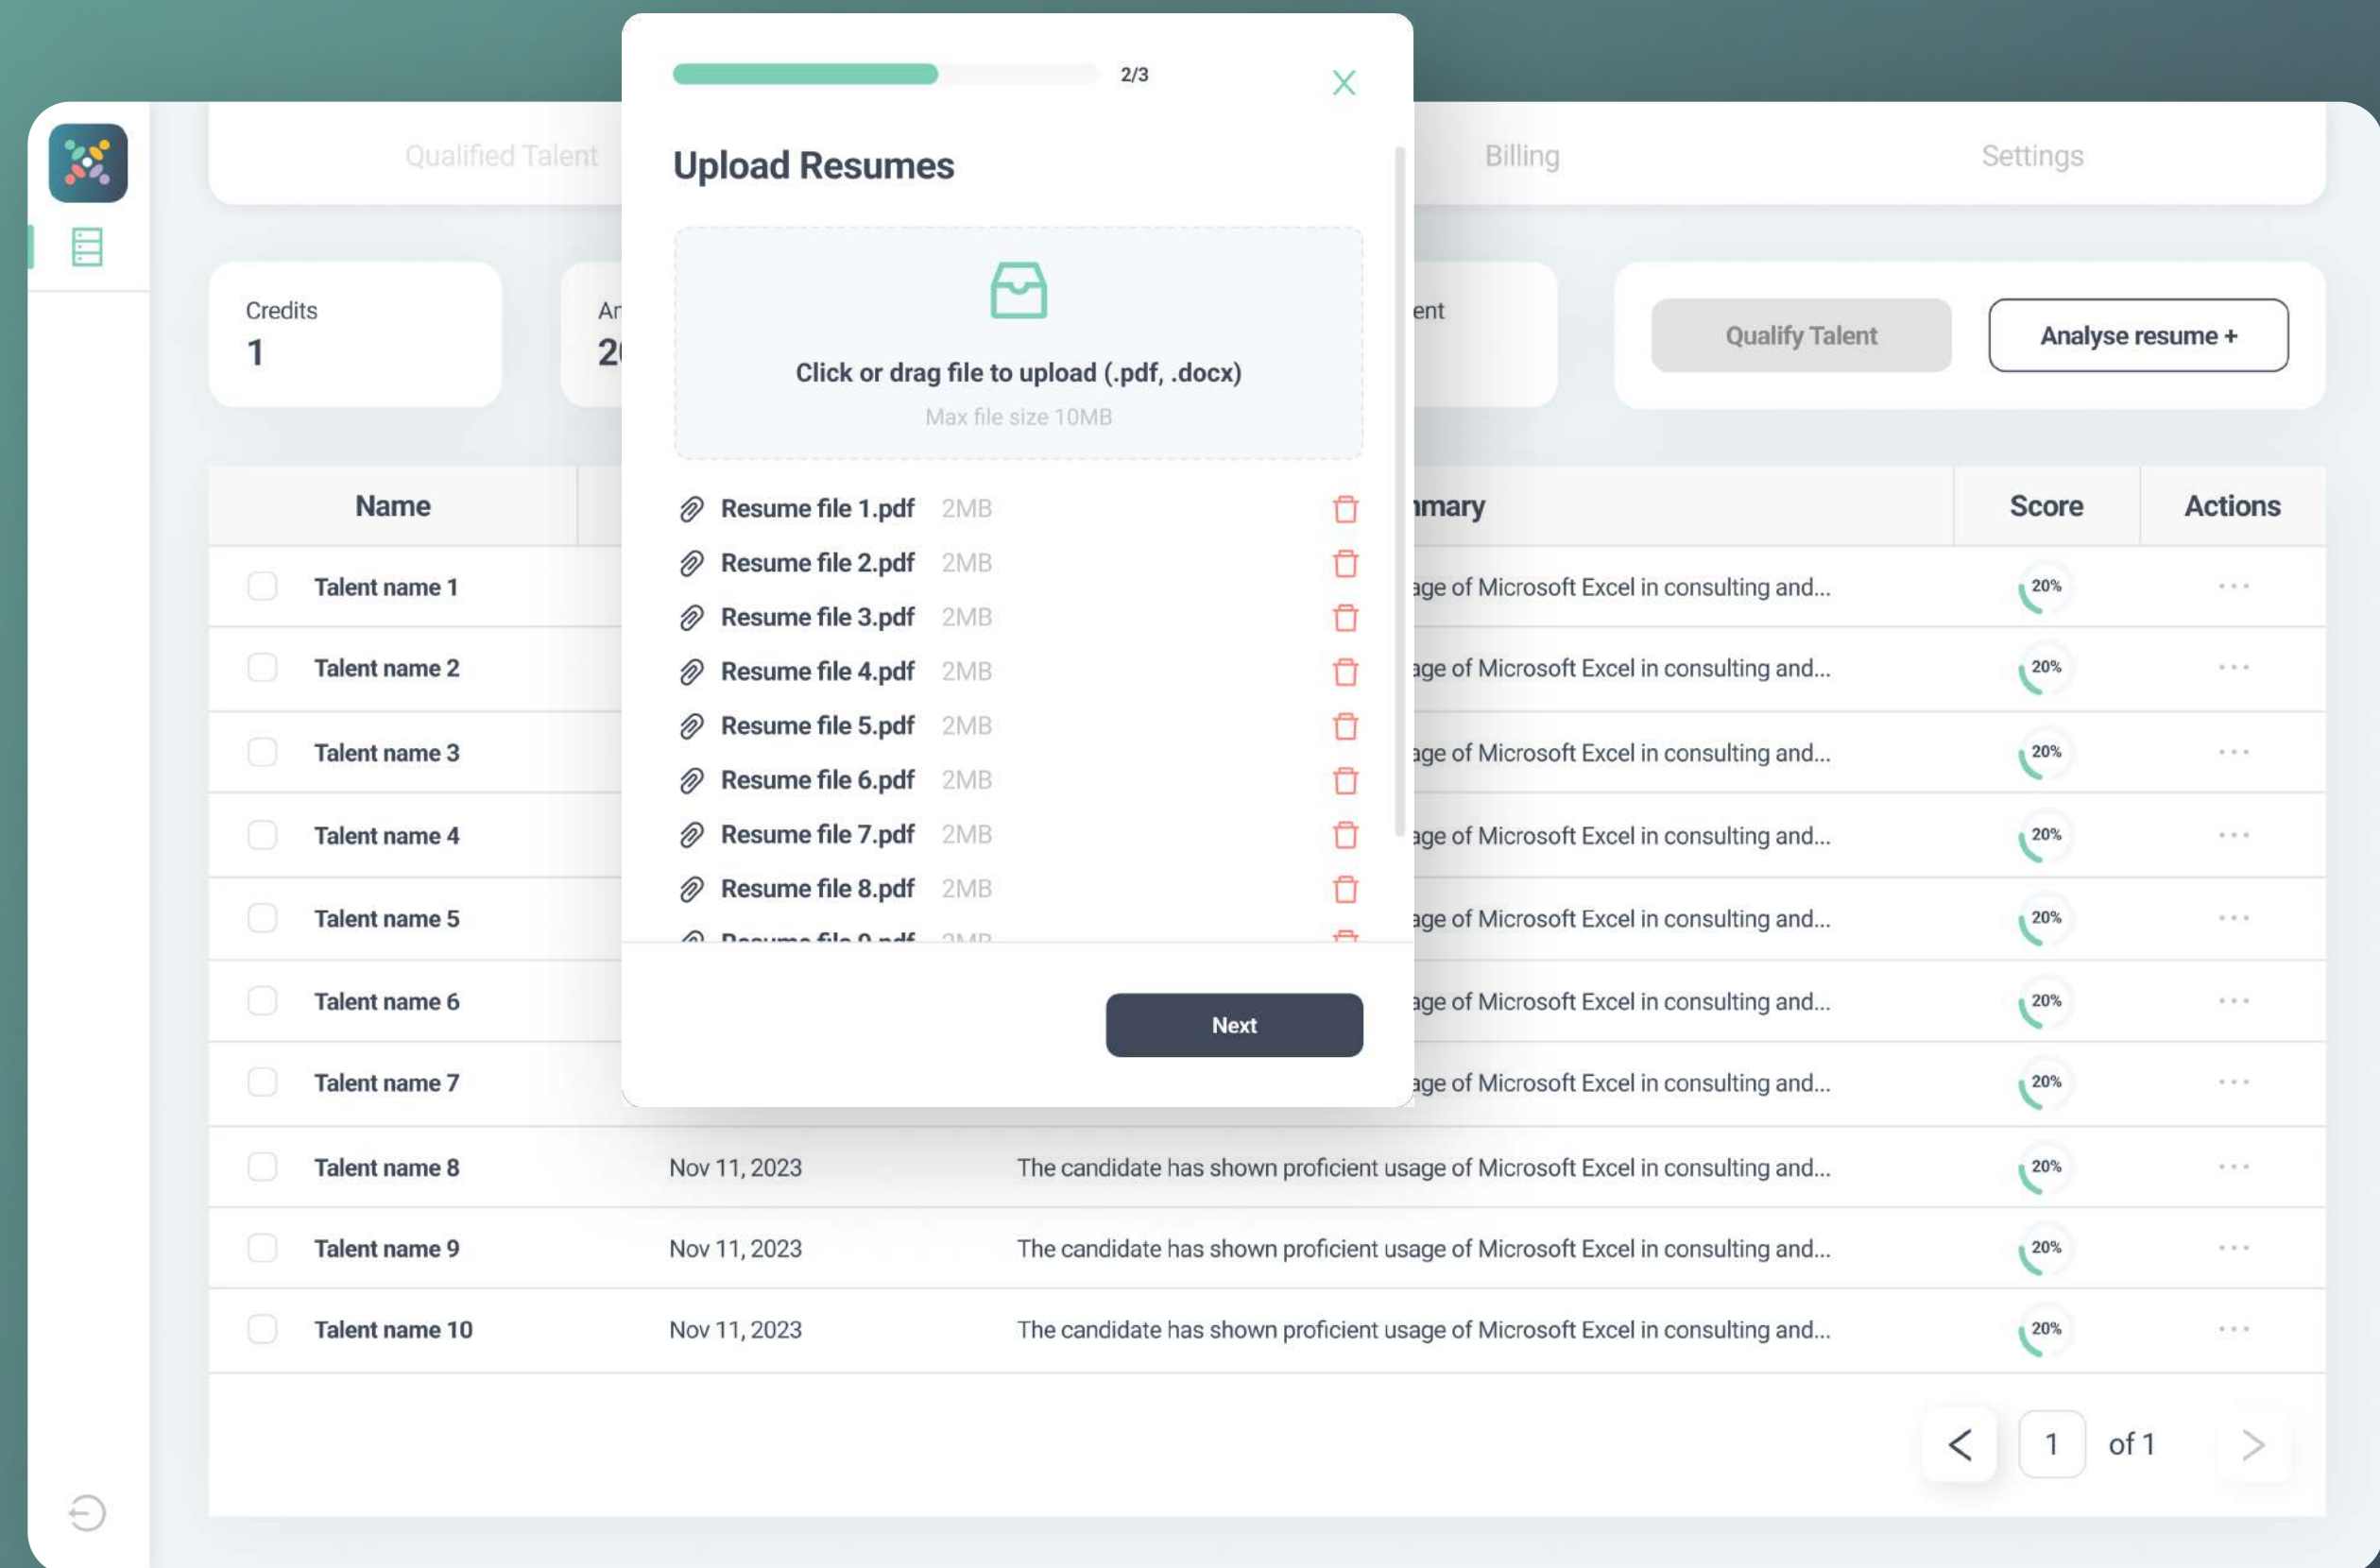 2/3
Upload Resumes
Click or drag file to upload (.pdf, .docx)
Max file size 10MB
Resume file 1.pdf 2MB
Resume file 2.pdf 2MB
Resume file 3.pdf 2MB
Resume file 4.pdf 2MB
Resume file 5.pdf 2MB
Resume file 6.pdf 2MB
Resume file 7.pdf 2MB
Resume file 8.pdf 2MB
Resume file 9.pdf 2MB
Next
Qualified Talent Billing Settings
Credits
1
Qualify Talent Analyse resume +
Name Score Actions
Talent name 1 of Microsoft Excel in consulting and... 20%
Talent name 2 of Microsoft Excel in consulting and... 20%
Talent name 3 of Microsoft Excel in consulting and... 20%
Talent name 4 of Microsoft Excel in consulting and... 20%
Talent name 5 of Microsoft Excel in consulting and... 20%
Talent name 6 of Microsoft Excel in consulting and... 20%
Talent name 7 of Microsoft Excel in consulting and... 20%
Talent name 8 Nov 11, 2023 The candidate has shown proficient usage of Microsoft Excel in consulting and... 20%
Talent name 9 Nov 11, 2023 The candidate has shown proficient usage of Microsoft Excel in consulting and... 20%
Talent name 10 Nov 11, 2023 The candidate has shown proficient usage of Microsoft Excel in consulting and... 20%
1 of 1